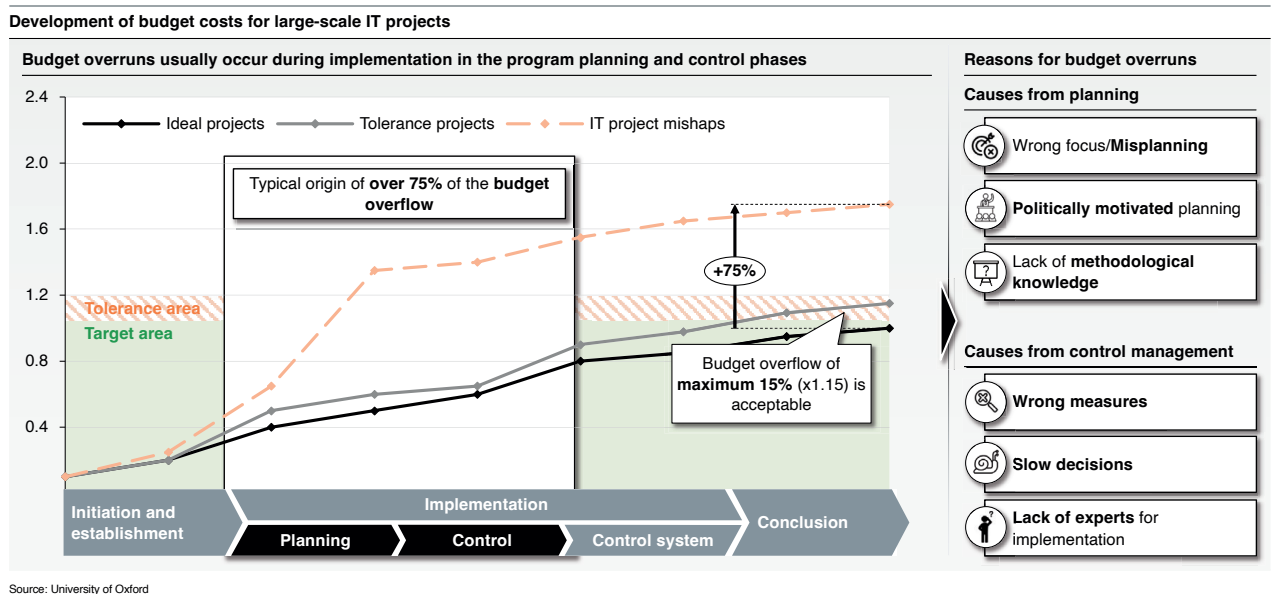 Development of budget costs for large-scale IT projects
Budget overruns usually occur during implementation in the program planning and control phases
2.4
2.0
1.6
1.2
0.8
0.4
Ideal projects
Tolerance projects
IT project mishaps
Typical origin of over 75% of the budget
overflow
+75%
Tolerance area
Target area
Budget overflow of
maximum 15% (x1.15) is
acceptable
Initiation and
establishment
Implementation
Planning
Control
Control system
Conclusion
Reasons for budget overruns
Causes from planning
Wrong focus/Misplanning
Politically motivated planning
?
Lack of methodological
knowledge
Causes from control management
Wrong measures
Slow decisions
?
Lack of experts for
implementation
Source: University of Oxford